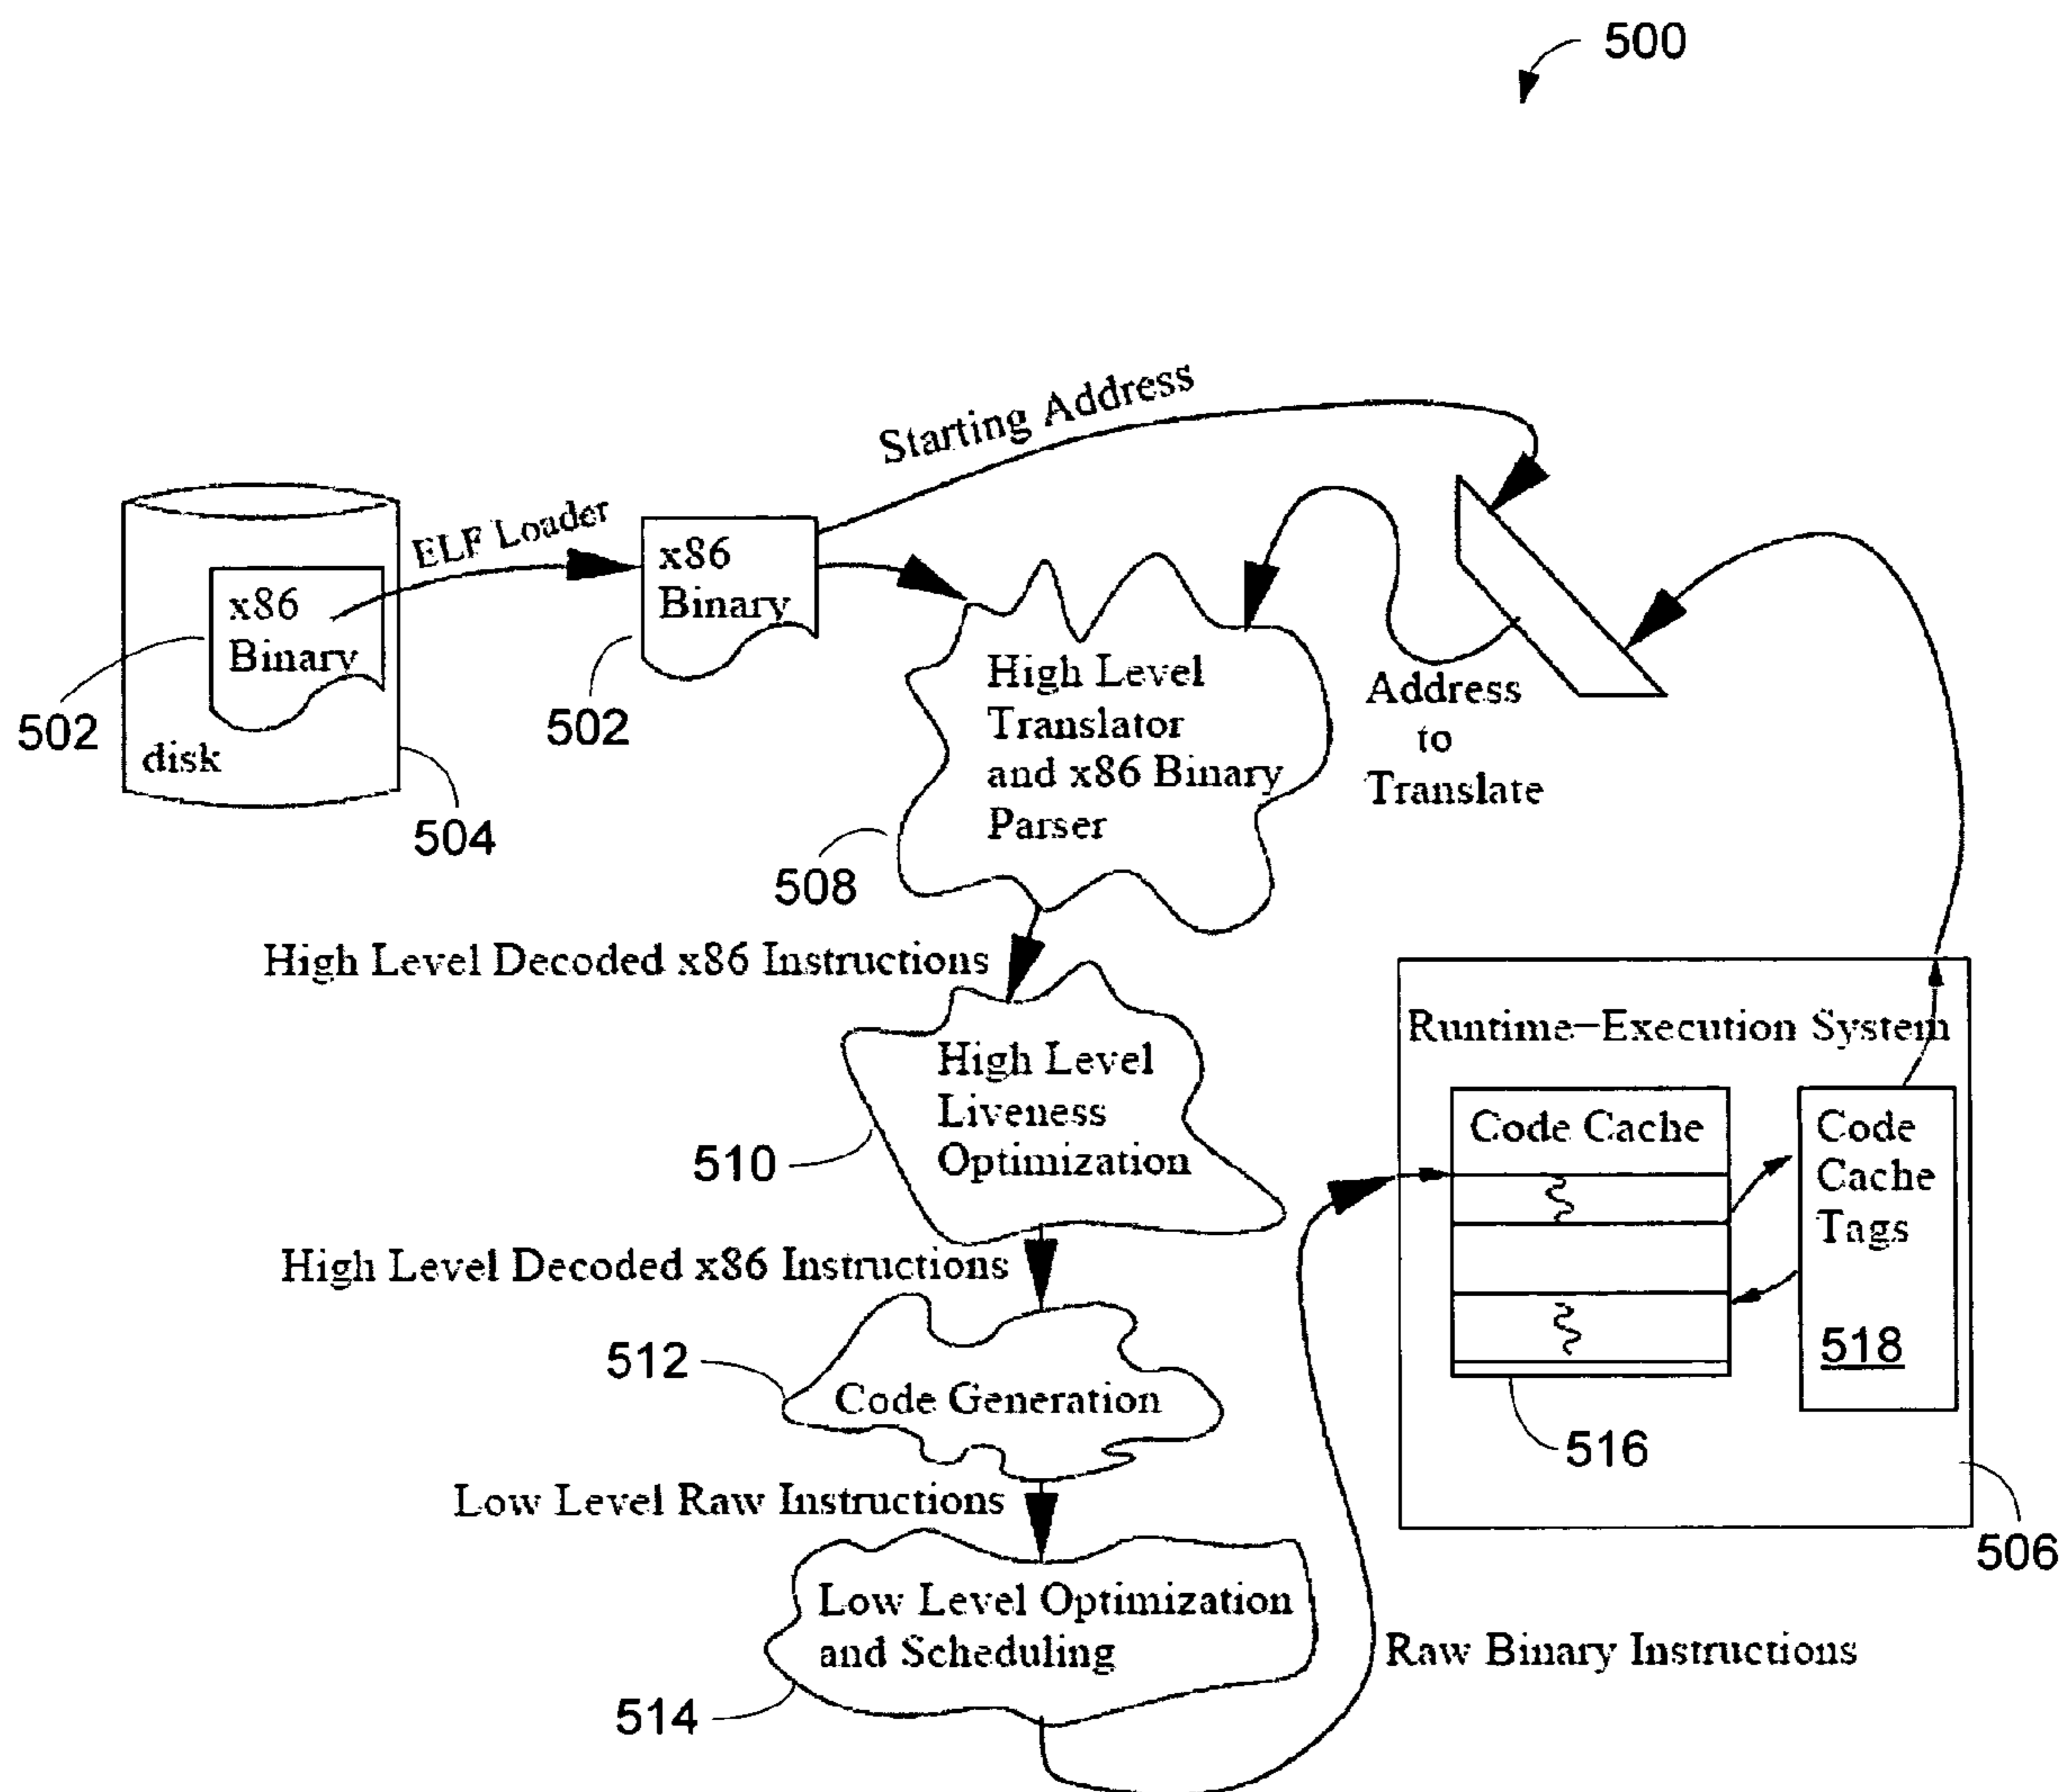 500
Starting Address
ELF Loader
x86
Binary
502
disk
504
x86
Binary
502
High Level
Translator
and x86 Binary
Parser
508
Address
to
Translate
High Level Decoded x86 Instructions
High Level
Liveness
Optimization
510
High Level Decoded x86 Instructions
Code Generation
512
Low Level Raw Instructions
Low Level Optimization
and Scheduling
514
Raw Binary Instructions
Runtime-Execution System
Code Cache
516
Code
Cache
Tags
518
506